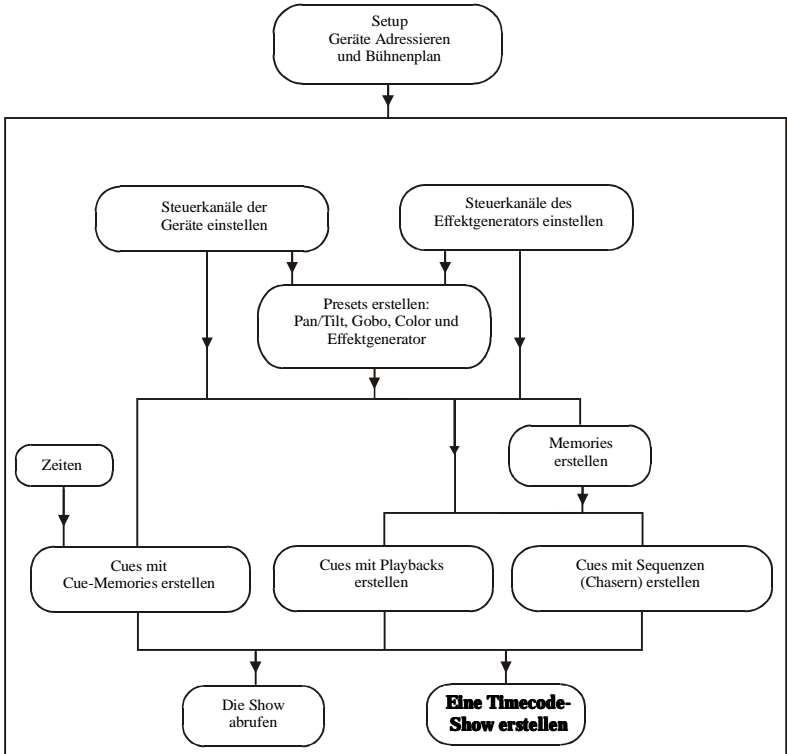 Setup
Geräte Adressieren
und Bühnenplan
Steuerkanäle der
Geräte einstellen
Steuerkanäle des
Effektgenerators einstellen
Presets erstellen:
Pan/Tilt, Gobo, Color und
Effektgenerator
Memories
erstellen
Zeiten
Cues mit
Cue-Memories erstellen
Cues mit Playbacks
erstellen
Cues mit Sequenzen
(Chasern) erstellen
Die Show
abrufen
Eine Timecode-
Show erstellen